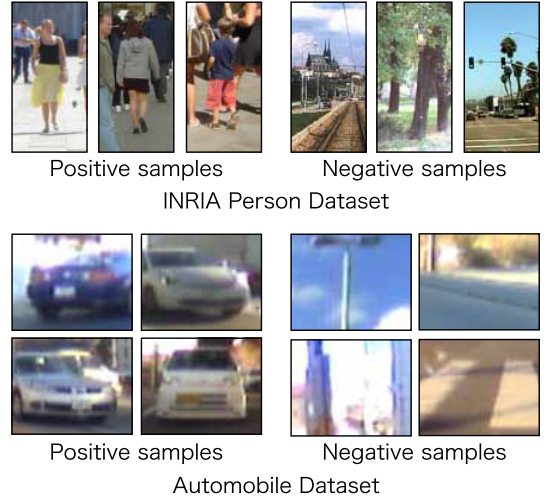 Positive samples
Negative samples
INRIA Person Dataset
Positive samples
Negative samples
Automobile Dataset